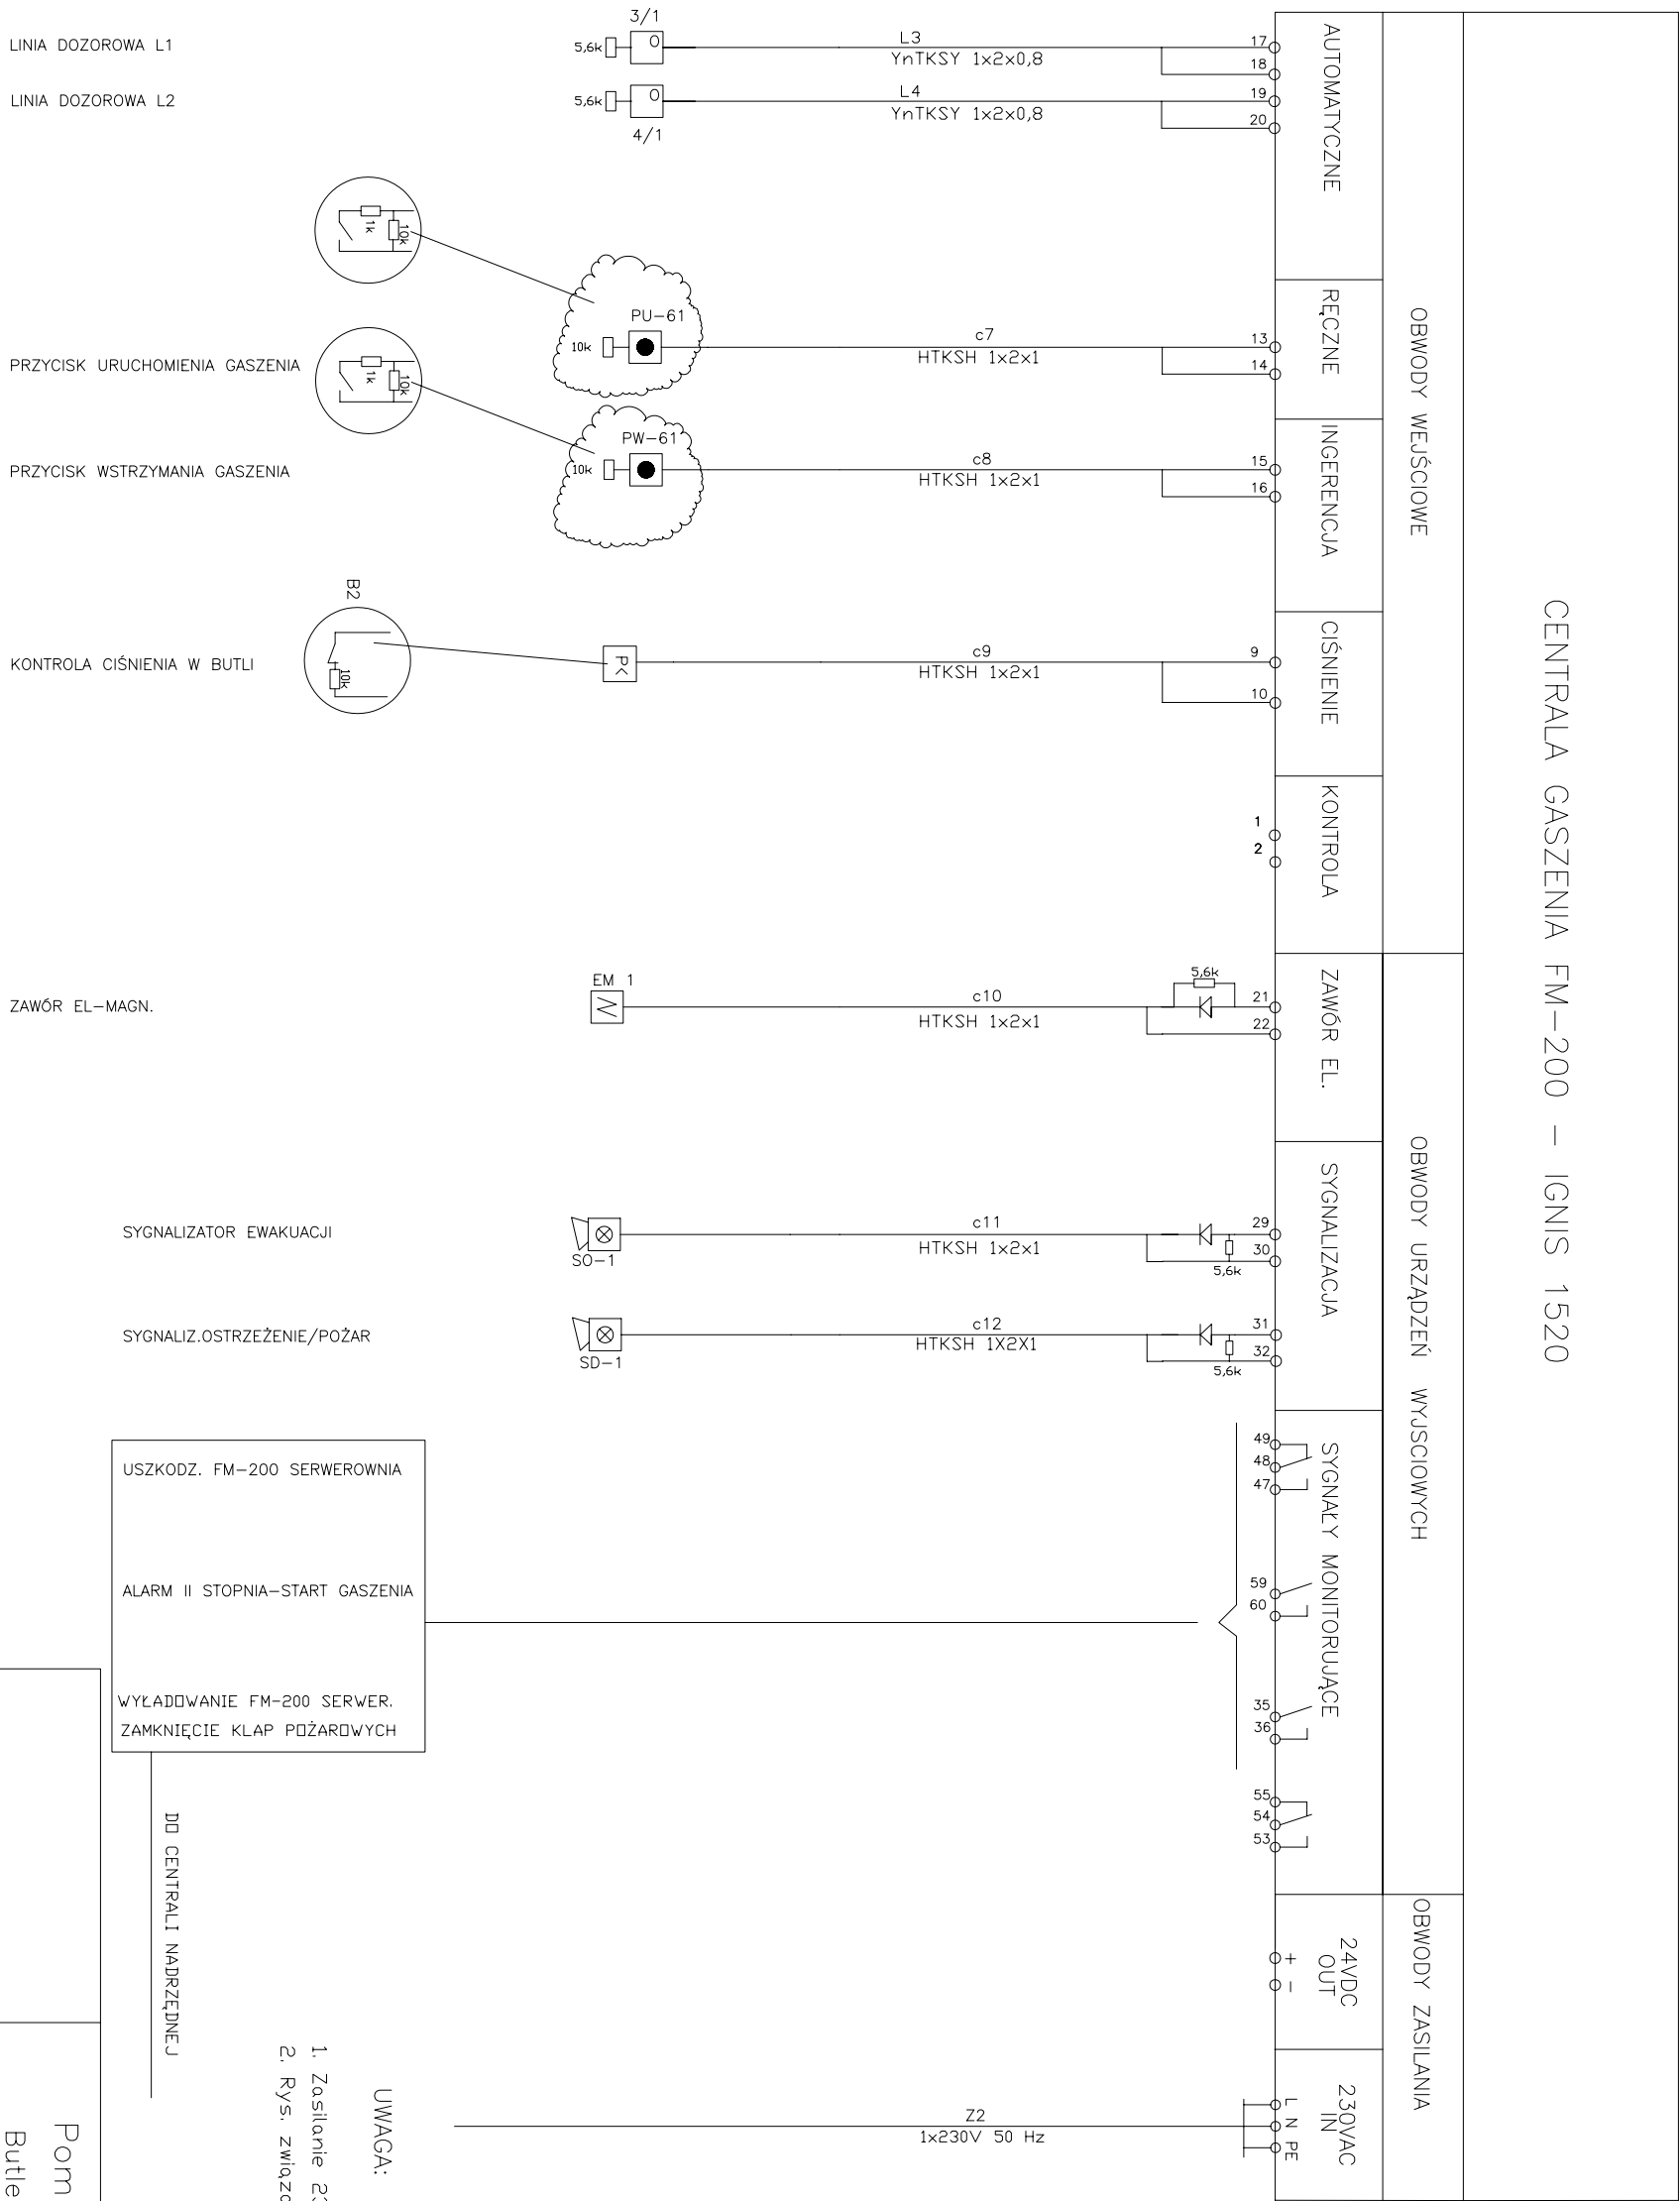 CENTRALA GASZENIA FM-200 - IGNIS 1520
OBWODY WEJŚCIOWE
OBWODY URZĄDZEŃ WYJSCIOWYCH
OBWODY ZASILANIA
AUTOMATYCZNE
RĘCZNE
INGERENCJA
CIŚNIENIE
KONTROLA
ZAWÓR EL.
SYGNALIZACJA
SYGNAŁY MONITORUJĄCE
24VDC
OUT
230VAC
IN
LINIA DOZOROWA L1
5,6k
3/1
O
L3
YnTKSY 1x2x0,8
17
18
LINIA DOZOROWA L2
5,6k
O
4/1
L4
YnTKSY 1x2x0,8
19
20
1k
10k
PRZYCISK URUCHOMIENIA GASZENIA
PU-61
10k
c7
HTKSH 1x2x1
13
14
1k
10k
PRZYCISK WSTRZYMANIA GASZENIA
PW-61
10k
c8
HTKSH 1x2x1
15
16
B2
10k
KONTROLA CIŚNIENIA W BUTLI
P<
c9
HTKSH 1x2x1
9
10
1
2
ZAWÓR EL-MAGN.
EM 1
c10
HTKSH 1x2x1
5,6k
21
22
SYGNALIZATOR EWAKUACJI
SO-1
c11
HTKSH 1x2x1
5,6k
29
30
SYGNALIZ.OSTRZEŻENIE/POŻAR
SD-1
c12
HTKSH 1X2X1
5,6k
31
32
USZKODZ. FM-200 SERWEROWNIA
49
48
47
ALARM II STOPNIA-START GASZENIA
59
60
WYŁADOWANIE FM-200 SERWER.
ZAMKNIĘCIE KLAP POŻAROWYCH
35
36
55
54
53
DO CENTRALI NADRZĘDNEJ
+
-
Z2
1x230V 50 Hz
L N PE
UWAGA:
1. Zasilanie 23
2. Rys. związa
Pom
Butle